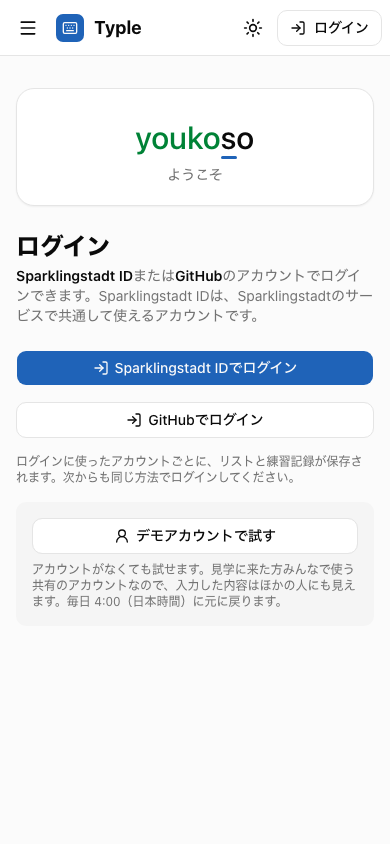 Typle
ログイン
youkoso
ようこそ
ログイン
Sparklingstadt IDまたはGitHubのアカウントでログイ
ンできます。Sparklingstadt IDは、Sparklingstadtのサー
ビスで共通して使えるアカウントです。
Sparklingstadt IDでログイン
GitHubでログイン
ログインに使ったアカウントごとに、リストと練習記録が保存さ
れます。次からも同じ方法でログインしてください。
デモアカウントで試す
アカウントがなくても試せます。見学に来た方みんなで使う
共有のアカウントなので、入力した内容はほかの人にも見え
ます。毎日 4:00（日本時間）に元に戻ります。